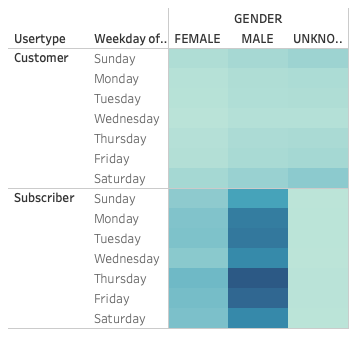 GENDER
Usertype Weekday of.. FEMALE MALE UNKNO..
Customer Sunday
Monday
Tuesday
Wednesday
Thursday
Friday
Saturday
Subscriber Sunday
Monday
Tuesday
Wednesday
Thursday
Friday
Saturday